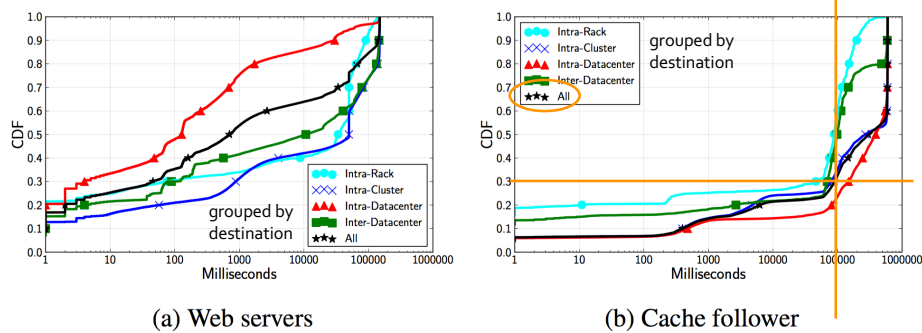 1.0
0.9
0.8
0.7
0.6
0.5
0.4
0.3
0.2
0.1
0.0
CDF
1
10
100
1000
10000
100000
1000000
Milliseconds
grouped by
destination
Intra-Rack
Intra-Cluster
Intra-Datacenter
Inter-Datacenter
All
(a) Web servers
1.0
0.9
0.8
0.7
0.6
0.5
0.4
0.3
0.2
0.1
0.0
CDF
Intra-Rack
Intra-Cluster
Intra-Datacenter
Inter-Datacenter
All
grouped by
destination
1
10
100
1000
10000
100000
1000000
Milliseconds
(b) Cache follower